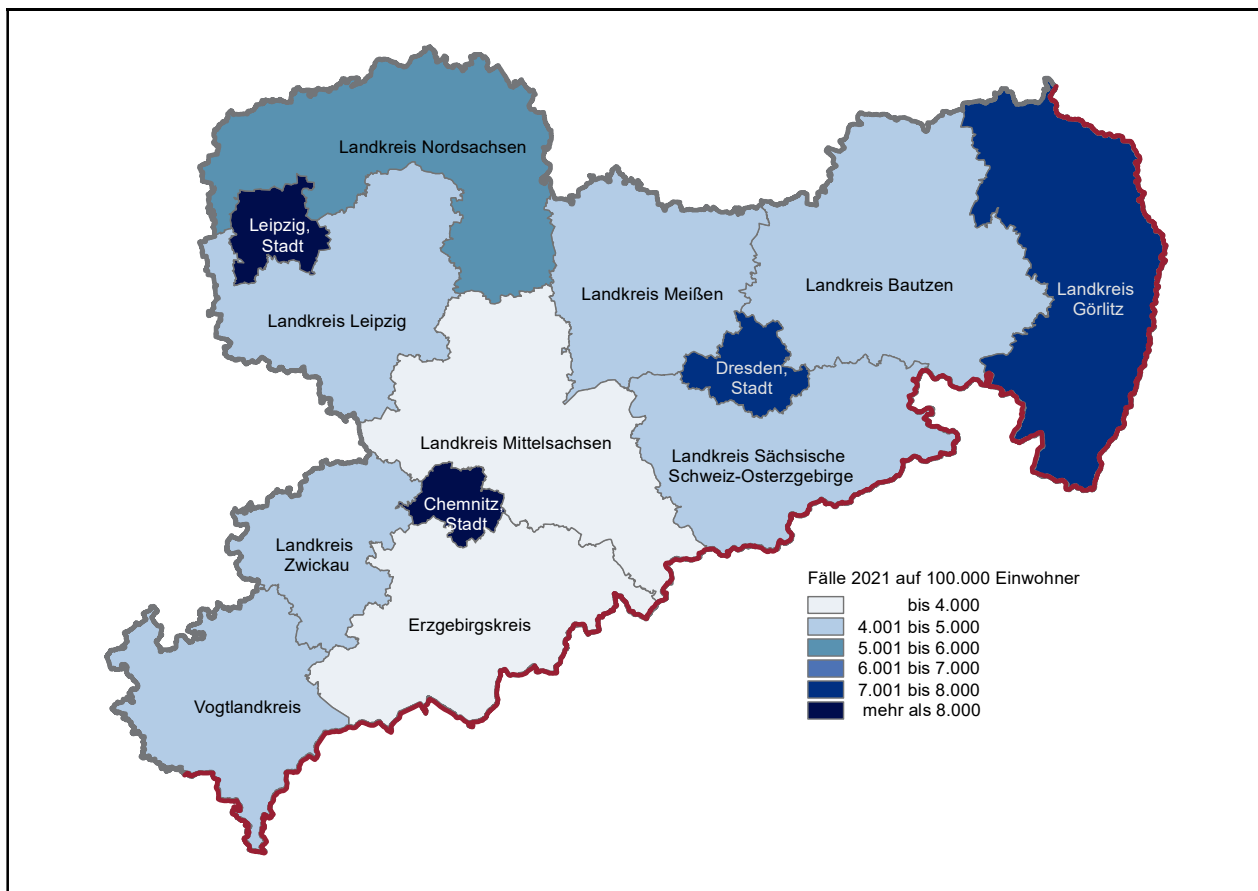 Landkreis Nordsachsen
Leipzig,
Stadt
Landkreis Leipzig
Landkreis Meißen
Landkreis Bautzen
Landkreis
Görlitz
Dresden,
Stadt
Landkreis Mittelsachsen
Landkreis Sächsische
Schweiz-Osterzgebirge
Chemnitz,
Stadt
Landkreis
Zwickau
Erzgebirgskreis
Vogtlandkreis
Fälle 2021 auf 100.000 Einwohner
bis 4.000
4.001 bis 5.000
5.001 bis 6.000
6.001 bis 7.000
7.001 bis 8.000
mehr als 8.000